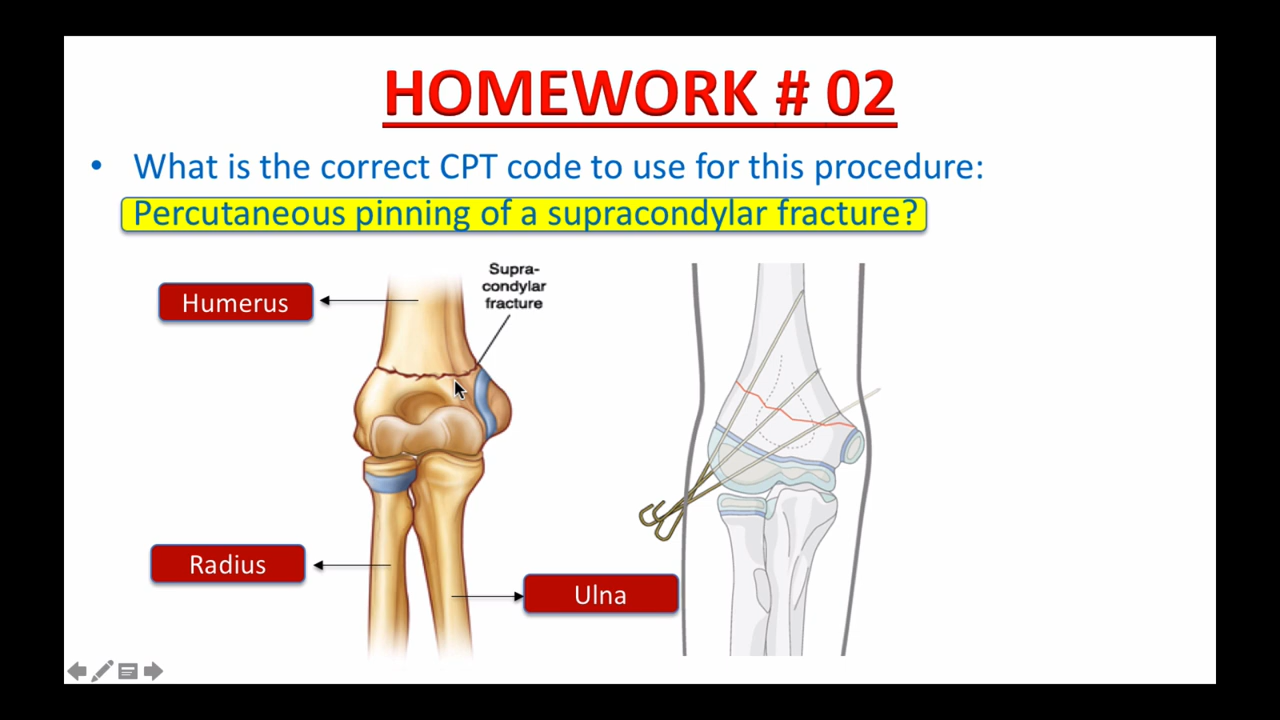 HOMEWORK # 02
• What is the correct CPT code to use for this procedure:
Percutaneous pinning of a supracondylar fracture?
Supra-
condylar
fracture
Humerus
Radius
Ulna